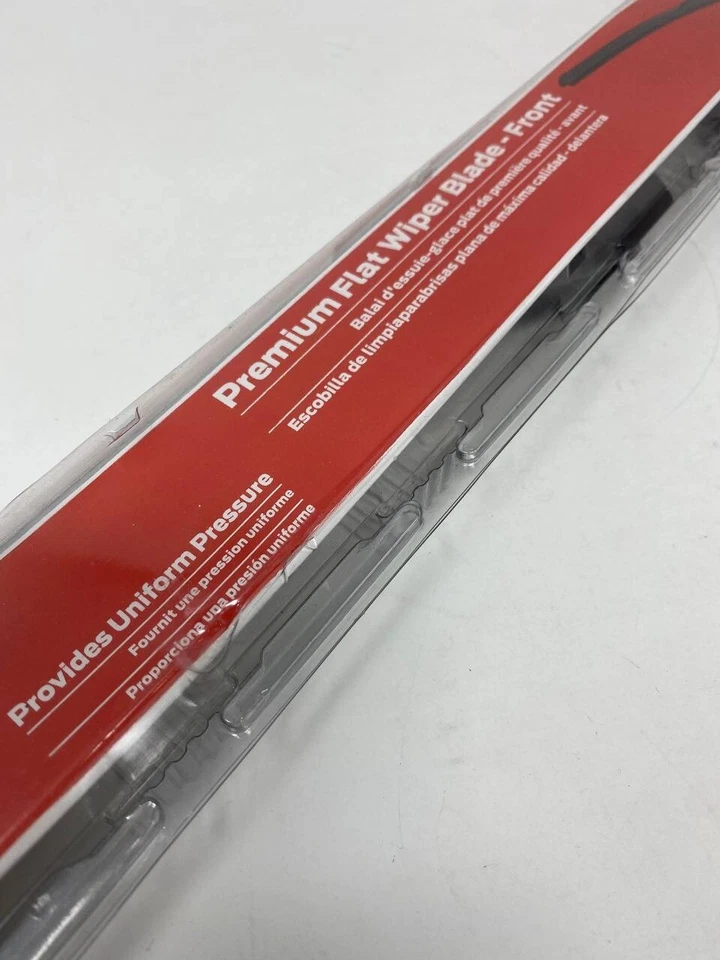 Premium Flat Wiper Blade - Front
Balai d'essuie-glace plat de première qualité - avant
Escobilla de limpiaparabrisas plana de máxima calidad - delantera
Provides Uniform Pressure
Fournit une pression uniforme
Proporciona una presión uniforme